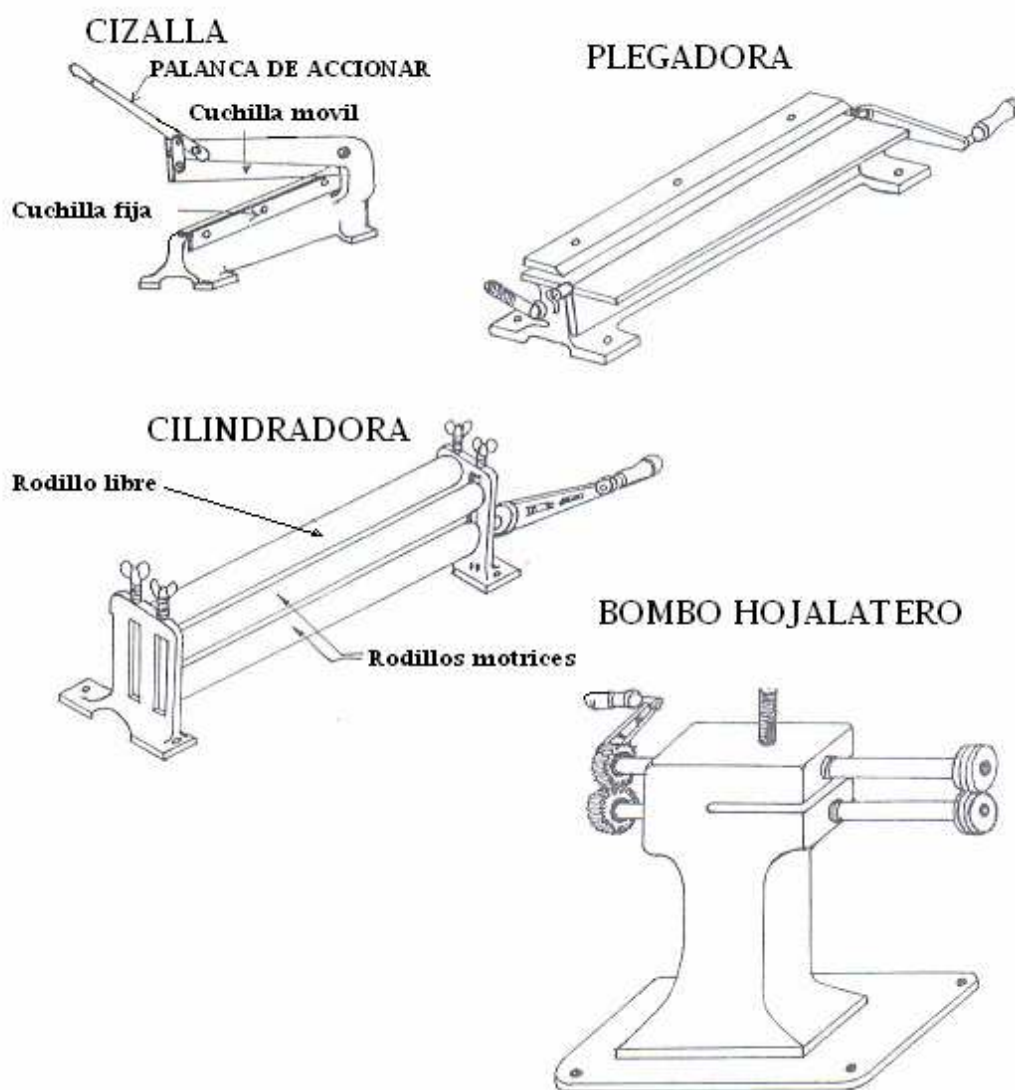 CIZALLA
PALANCA DE ACCIONAR
Cuchilla movil
Cuchilla fija
PLEGADORA
CILINDRADORA
Rodillo libre
Rodillos motrices
BOMBO HOJALATERO